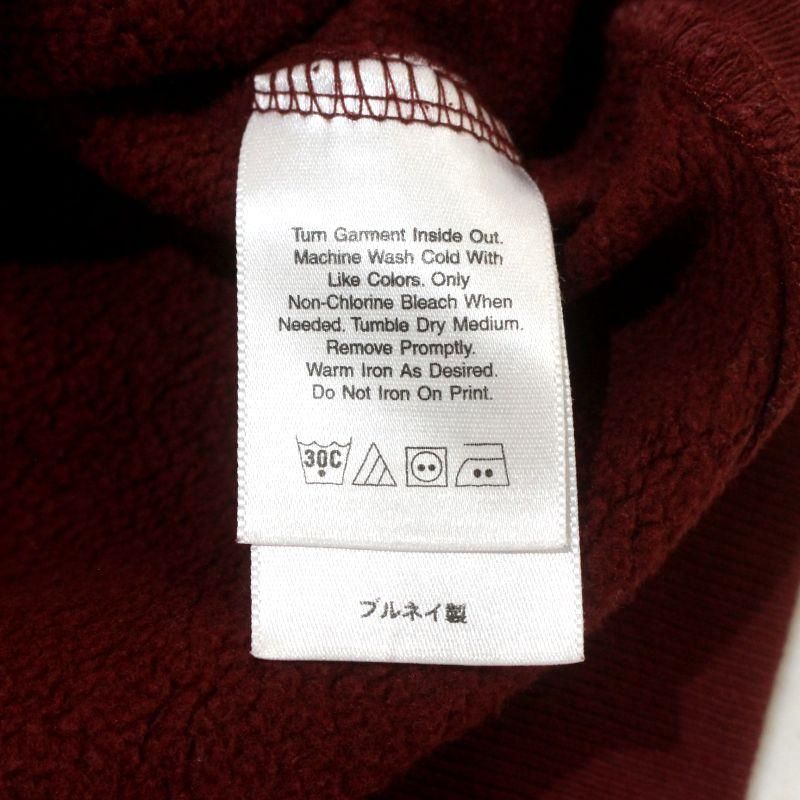 Turn Garment Inside Out.
Machine Wash Cold With
Like Colors. Only
Non-Chlorine Bleach When
Needed. Tumble Dry Medium.
Remove Promptly.
Warm Iron As Desired.
Do Not Iron On Print.
30C
ブルネイ製